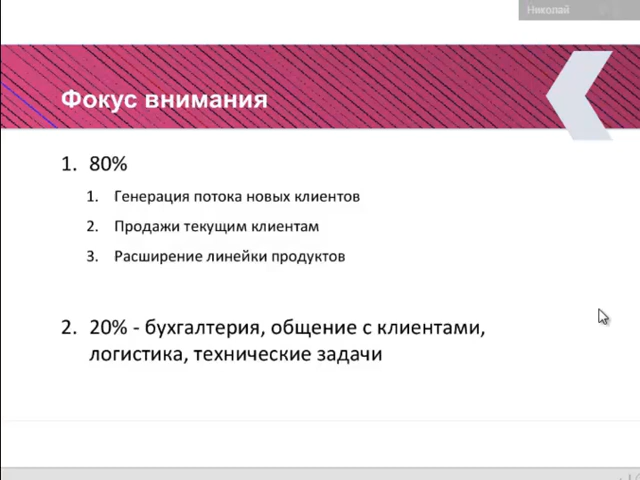 Николай
Фокус внимания
1. 80%
1. Генерация потока новых клиентов
2. Продажи текущим клиентам
3. Расширение линейки продуктов
2. 20% - бухгалтерия, общение с клиентами,
логистика, технические задачи